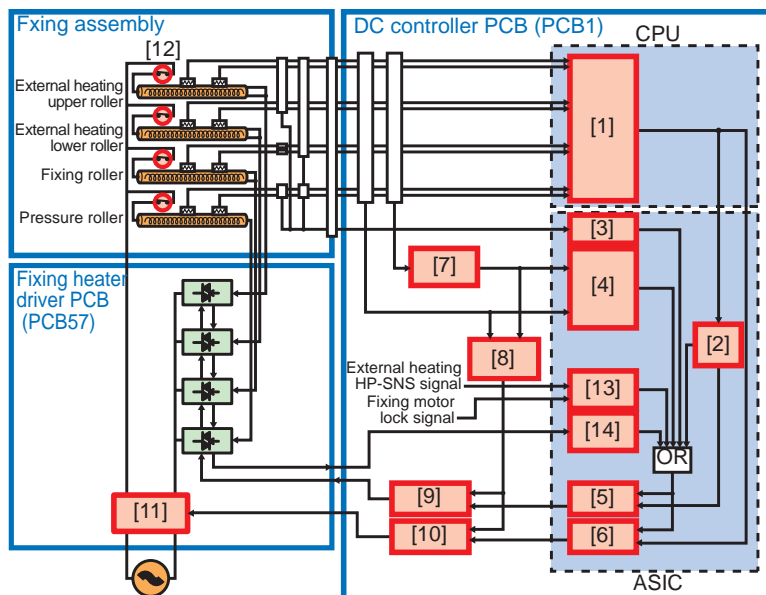 Fxing assembly
DC controller PCB (PCB1)
CPU
[12]
External heating
upper roller
External heating
lower roller
Fixing roller
Pressure roller
[1]
[3]
[7]
[4]
Fixing heater
driver PCB
(PCB57)
[2]
[8]
External heating
HP-SNS signal
[13]
Fixing motor
lock signal
[14]
OR
[9]
[5]
[11]
[10]
[6]
ASIC